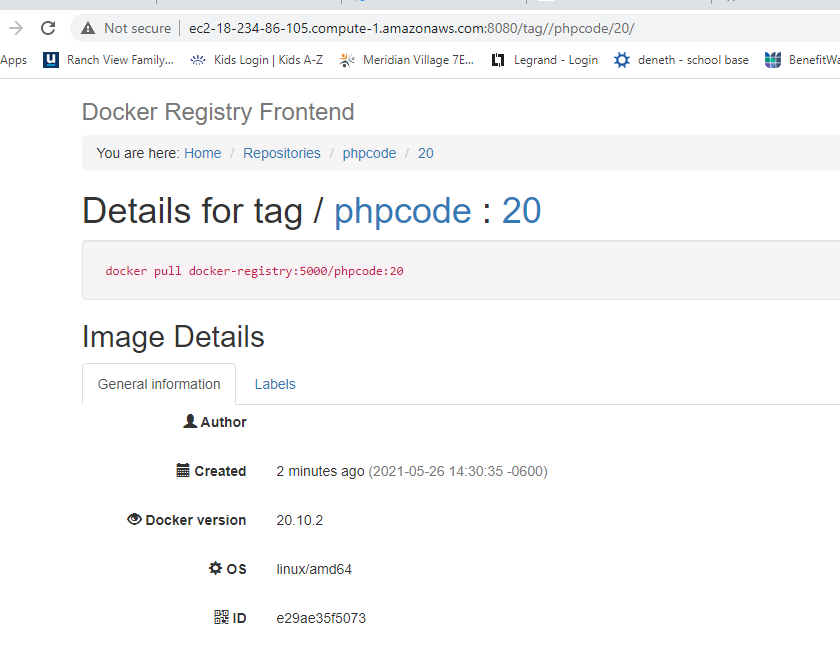 Not secure | ec2-18-234-86-105.compute-1.amazonaws.com:8080/tag//phpcode/20/
Apps Ranch View Family... Kids Login | Kids A-Z Meridian Village 7E... Legrand - Login deneth - school base BenefitWa
Docker Registry Frontend
You are here: Home / Repositories / phpcode / 20
Details for tag / phpcode : 20
docker pull docker-registry:5000/phpcode:20
Image Details
General information Labels
Author
Created 2 minutes ago (2021-05-26 14:30:35 -0600)
Docker version 20.10.2
OS linux/amd64
ID e29ae35f5073